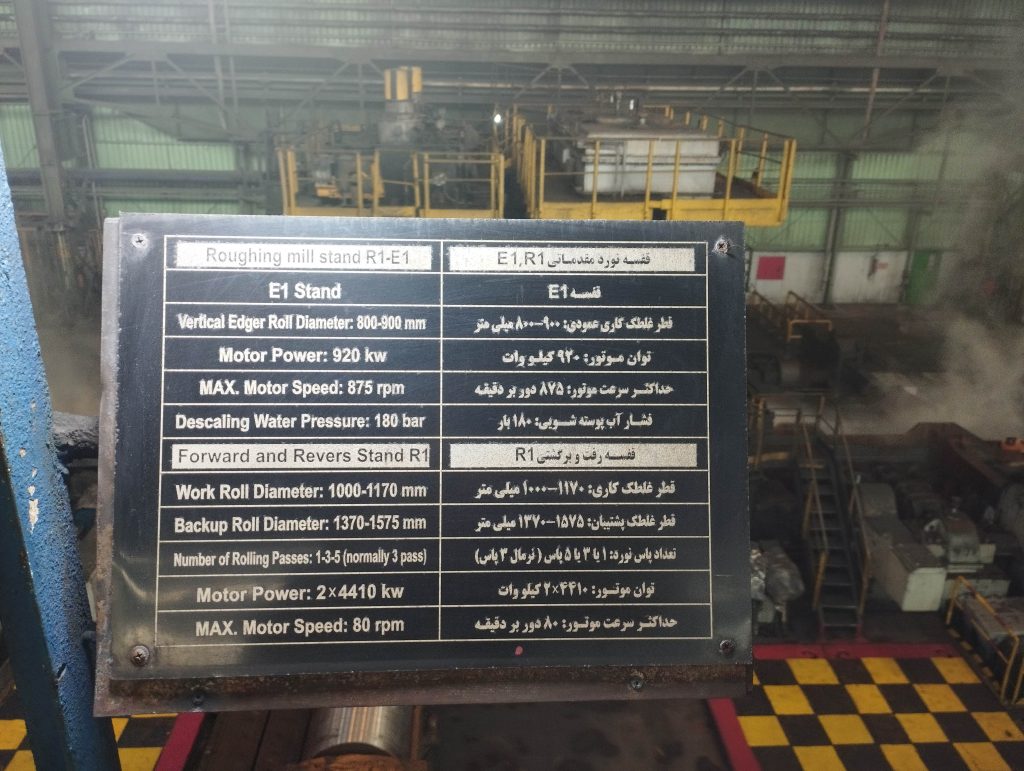 Roughing mill stand R1-E1
قفسه نورد مقدماتی E1,R1
E1 Stand
قفسه E1
Vertical Edger Roll Diameter: 800-900 mm
قطر غلطک کاری عمودی: ۹۰۰-۸۰۰ میلی متر
Motor Power: 920 kw
توان موتور: ۹۲۰ کیلو وات
MAX. Motor Speed: 875 rpm
حداکثر سرعت موتور: ۸۷۵ دور بر دقیقه
Descaling Water Pressure: 180 bar
فشار آب پوسته شویی: ۱۸۰ بار
Forward and Revers Stand R1
قفسه رفت و برگشتی R1
Work Roll Diameter: 1000-1170 mm
قطر غلطک کاری: ۱۱۷۰-۱۰۰۰ میلی متر
Backup Roll Diameter: 1370-1575 mm
قطر غلطک پشتیبان: ۱۵۷۵-۱۳۷۰ میلی متر
Number of Rolling Passes: 1-3-5 (normally 3 pass)
تعداد پاس نورد: ۱ یا ۳ یا ۵ پاس (نرمال ۳ پاس)
Motor Power: 2×4410 kw
توان موتور: ۲×۴۴۱۰ کیلو وات
MAX. Motor Speed: 80 rpm
حداکثر سرعت موتور: ۸۰ دور بر دقیقه